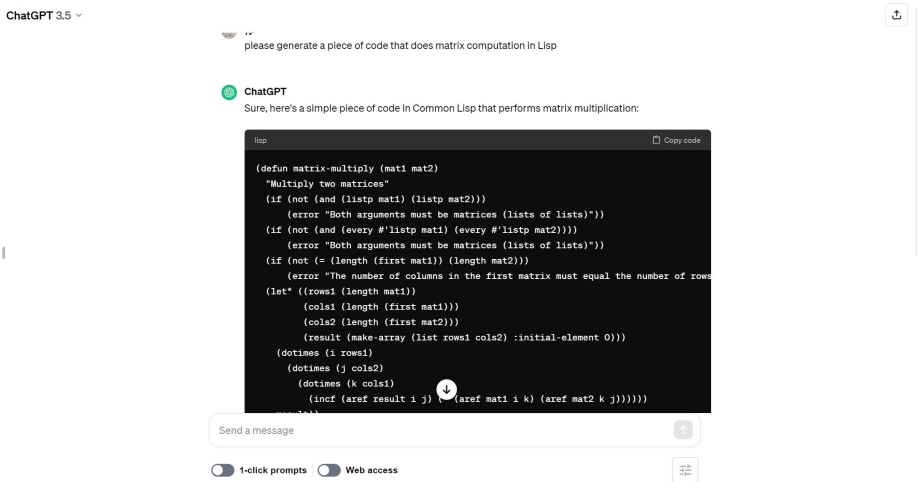 ChatGPT 3.5
please generate a piece of code that does matrix computation in Lisp
ChatGPT
Sure, here's a simple piece of code in Common Lisp that performs matrix multiplication:
lisp
Copy code
(defun matrix-multiply (mat1 mat2)
"Multiply two matrices"
(if (not (and (listp mat1) (listp mat2)))
(error "Both arguments must be matrices (lists of lists)"))
(if (not (and (every #'listp mat1) (every #'listp mat2))))
(error "Both arguments must be matrices (lists of lists)"))
(if (not (= (length (first mat1)) (length mat2)))
(error "The number of columns in the first matrix must equal the number of rows
(let* ((rows1 (length mat1))
(cols1 (length (first mat1)))
(cols2 (length (first mat2)))
(result (make-array (list rows1 cols2) :initial-element 0)))
(dotimes (i rows1)
(dotimes (j cols2)
(dotimes (k cols1)
(incf (aref result i j) ( (aref mat1 i k) (aref mat2 k j))))))
result))
Send a message
1-click prompts
Web access